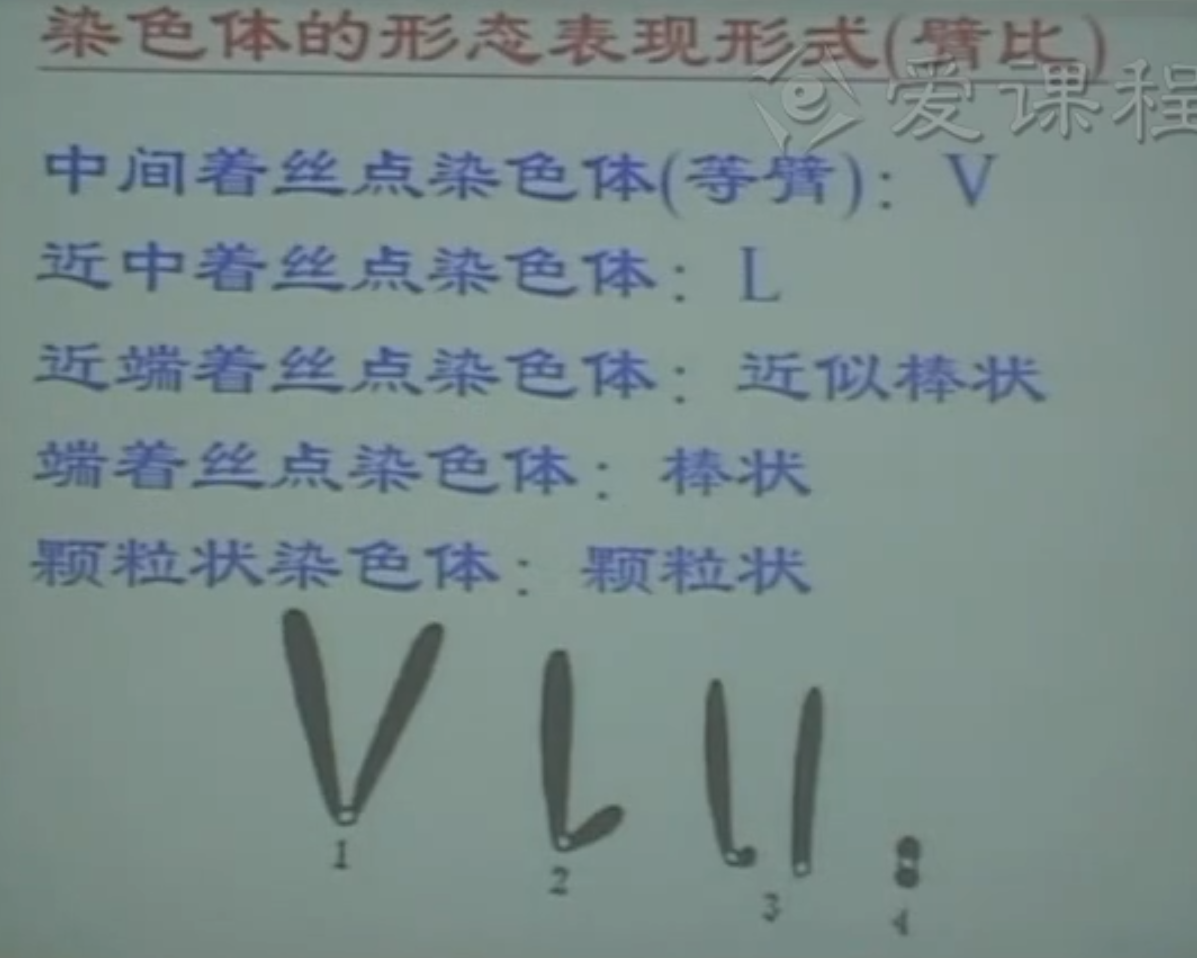 染色体的形态表现形式(臂比)
爱课程
中间着丝点染色体(等臂): V
近中着丝点染色体: L
近端着丝点染色体: 近似棒状
端着丝点染色体: 棒状
颗粒状染色体: 颗粒状
1
2
3
4